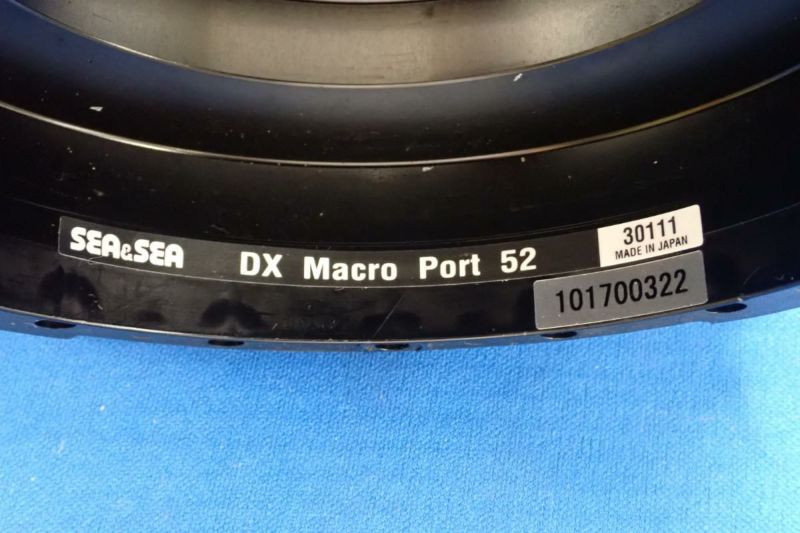 SEA&SEA DX Macro Port 52
30111
MADE IN JAPAN
101700322